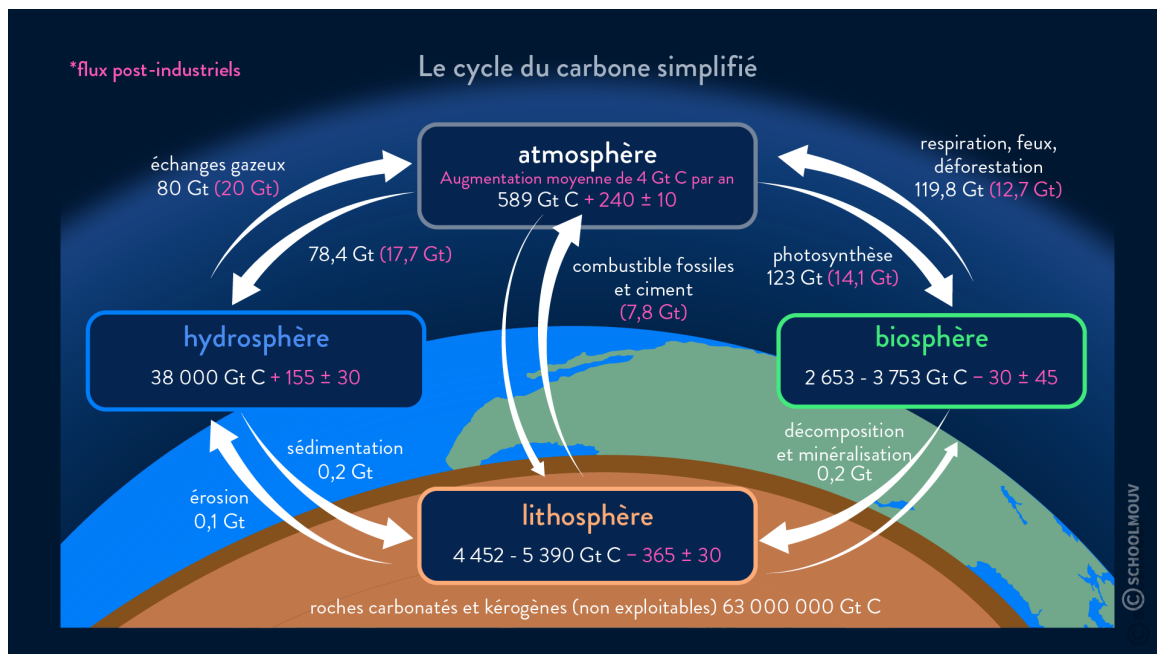 *flux post-industriels
Le cycle du carbone simplifié
échanges gazeux
80 Gt (20 Gt)
atmosphère
Augmentation moyenne de 4 Gt C par an
589 Gt C + 240 ± 10
respiration, feux,
déforestation
119,8 Gt (12,7 Gt)
78,4 Gt (17,7 Gt)
combustible fossiles
et ciment
(7,8 Gt)
photosynthèse
123 Gt (14,1 Gt)
hydrosphère
38 000 Gt C + 155 ± 30
biosphère
2 653 - 3 753 Gt C − 30 ± 45
sédimentation
0,2 Gt
érosion
0,1 Gt
décomposition
et minéralisation
0,2 Gt
lithosphère
4 452 - 5 390 Gt C − 365 ± 30
roches carbonatés et kérogènes (non exploitables) 63 000 000 Gt C
© SCHOOLMOUV